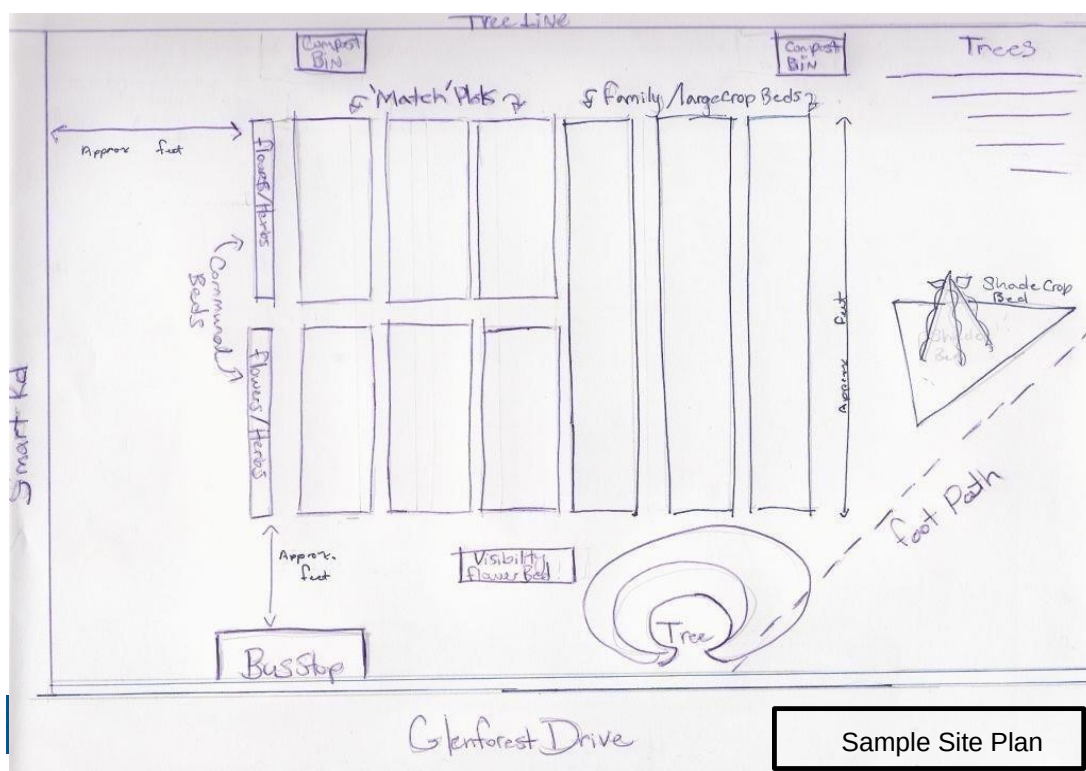 Tree Line
Compost
Bin
Compost
Bin
Trees
'Match' Plots
Family / large Crop Beds
Approx feet
flowers/Herbs
Communal
Beds
flowers/Herbs
Approx feet
Shade Crop
Bed
Shade
Bed
Smart Rd
foot Path
Approx.
feet
Visibility
flower Bed
Tree
Bus Stop
Glenforest Drive
Sample Site Plan